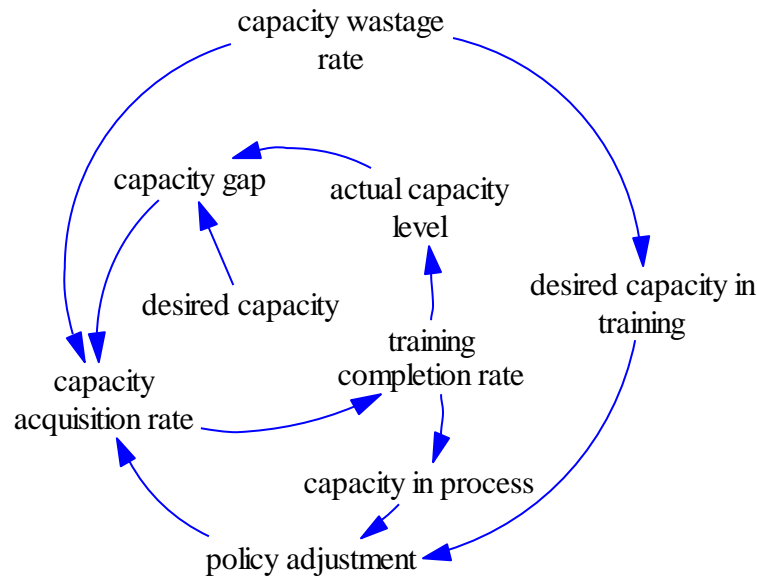 capacity wastage
rate
capacity gap
actual capacity
level
desired capacity
desired capacity in
training
training
completion rate
capacity
acquisition rate
capacity in process
policy adjustment